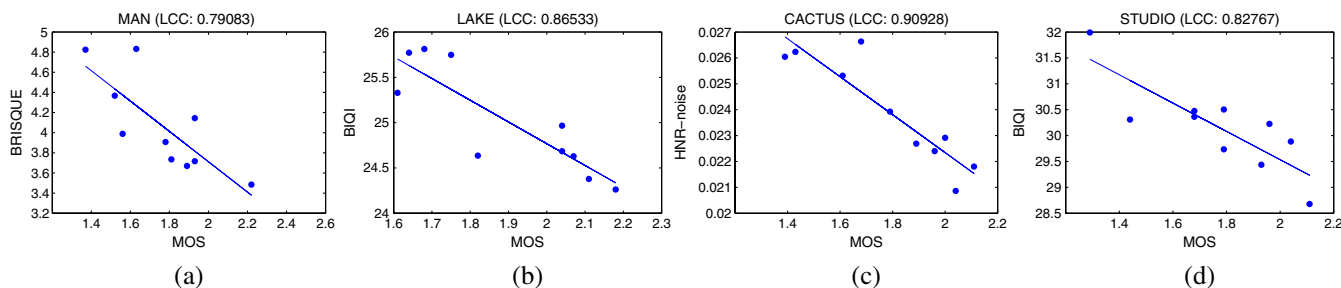 MAN (LCC: 0.79083)
5
4.8
4.6
4.4
4.2
4
3.8
3.6
3.4
3.2
BRISQUE
1.4 1.6 1.8 2 2.2 2.4 2.6
MOS
(a)
LAKE (LCC: 0.86533)
26
25.5
25
24.5
24
BIQI
1.6 1.7 1.8 1.9 2 2.1 2.2 2.3
MOS
(b)
CACTUS (LCC: 0.90928)
0.027
0.026
0.025
0.024
0.023
0.022
0.021
0.02
HNR−noise
1.4 1.6 1.8 2 2.2
MOS
(c)
STUDIO (LCC: 0.82767)
32
31.5
31
30.5
30
29.5
29
28.5
BIQI
1.4 1.6 1.8 2 2.2
MOS
(d)